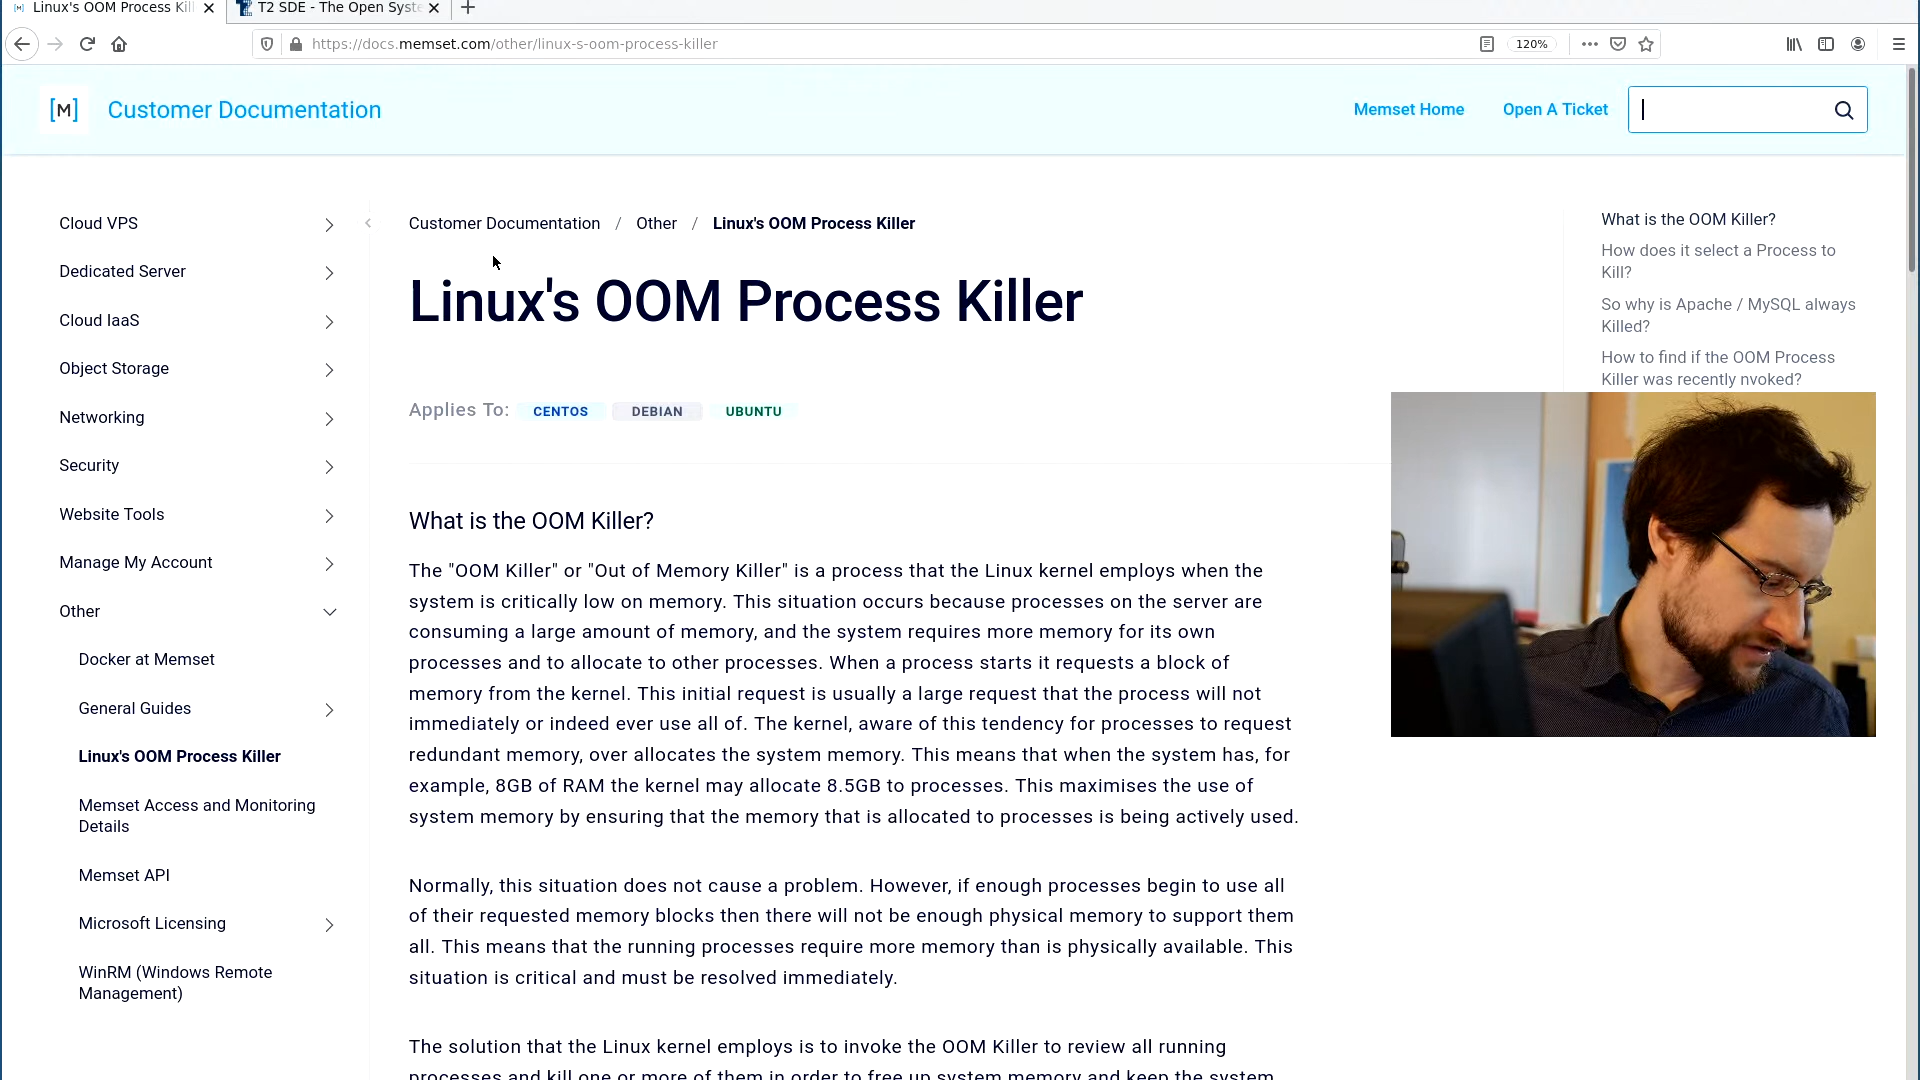 Linux's OOM Process Kil
T2 SDE - The Open Syst
https://docs.memset.com/other/linux-s-oom-process-killer
120%
[M]
Customer Documentation
Memset Home
Open A Ticket
Cloud VPS
Dedicated Server
Cloud IaaS
Object Storage
Networking
Security
Website Tools
Manage My Account
Other
Docker at Memset
General Guides
Linux's OOM Process Killer
Memset Access and Monitoring
Details
Memset API
Microsoft Licensing
WinRM (Windows Remote
Management)
Customer Documentation / Other / Linux's OOM Process Killer
Linux's OOM Process Killer
Applies To: CENTOS DEBIAN UBUNTU
What is the OOM Killer?
The "OOM Killer" or "Out of Memory Killer" is a process that the Linux kernel employs when the
system is critically low on memory. This situation occurs because processes on the server are
consuming a large amount of memory, and the system requires more memory for its own
processes and to allocate to other processes. When a process starts it requests a block of
memory from the kernel. This initial request is usually a large request that the process will not
immediately or indeed ever use all of. The kernel, aware of this tendency for processes to request
redundant memory, over allocates the system memory. This means that when the system has, for
example, 8GB of RAM the kernel may allocate 8.5GB to processes. This maximises the use of
system memory by ensuring that the memory that is allocated to processes is being actively used.
Normally, this situation does not cause a problem. However, if enough processes begin to use all
of their requested memory blocks then there will not be enough physical memory to support them
all. This means that the running processes require more memory than is physically available. This
situation is critical and must be resolved immediately.
The solution that the Linux kernel employs is to invoke the OOM Killer to review all running
processes and kill one or more of them in order to free up system memory and keep the system
What is the OOM Killer?
How does it select a Process to
Kill?
So why is Apache / MySQL always
Killed?
How to find if the OOM Process
Killer was recently nvoked?